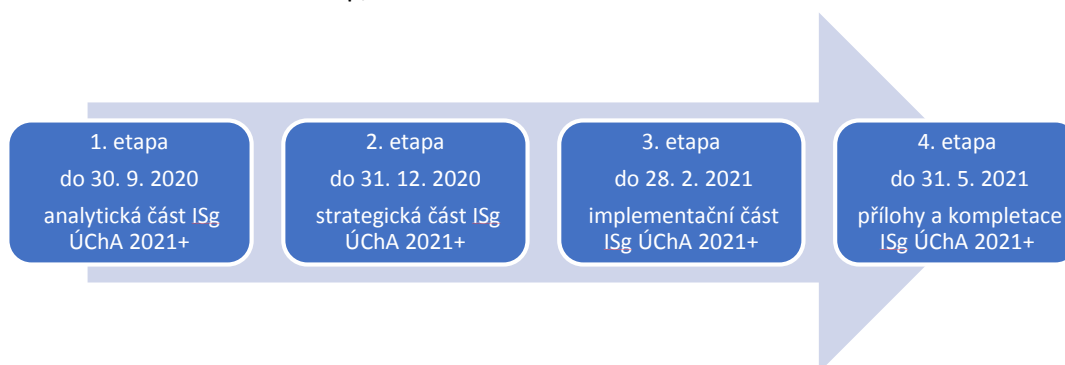 1. etapa
do 30. 9. 2020
analytická část ISg
ÚChA 2021+
2. etapa
do 31. 12. 2020
strategická část ISg
ÚChA 2021+
3. etapa
do 28. 2. 2021
implementační část
ISg ÚChA 2021+
4. etapa
do 31. 5. 2021
přílohy a kompletace
ISg ÚChA 2021+